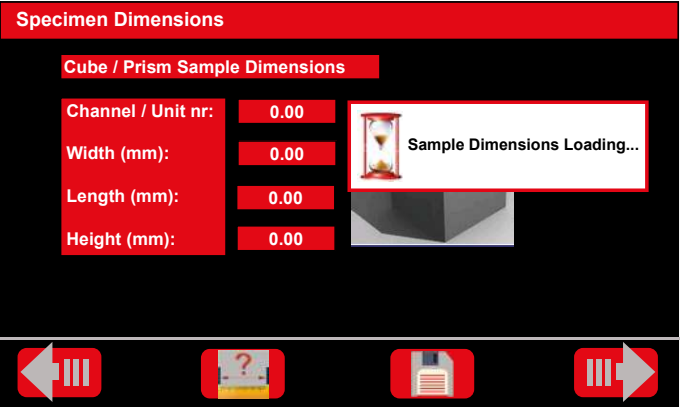 Specimen Dimensions
Cube / Prism Sample Dimensions
Channel / Unit nr: 0.00
Sample Dimensions Loading...
Width (mm): 0.00
Length (mm): 0.00
Height (mm): 0.00
?